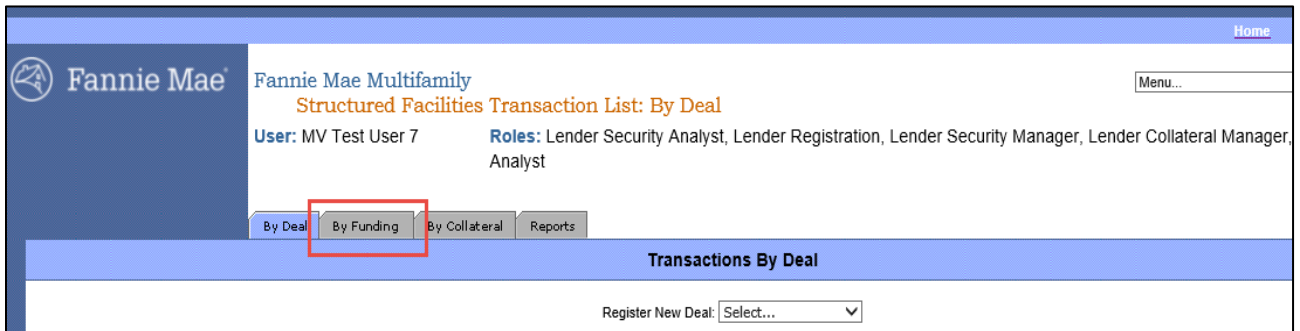 Home
Fannie Mae
Fannie Mae Multifamily
Menu...
Structured Facilities Transaction List: By Deal
User: MV Test User 7 Roles: Lender Security Analyst, Lender Registration, Lender Security Manager, Lender Collateral Manager,
Analyst
By Deal By Funding By Collateral Reports
Transactions By Deal
Register New Deal: Select...